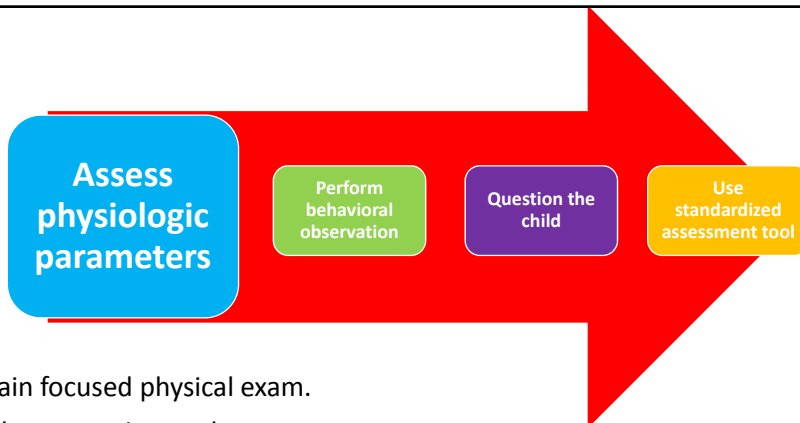 Assess
physiologic
parameters
Perform
behavioral
observation
Question the
child
Use
standardized
assessment tool
ain focused physical exam.